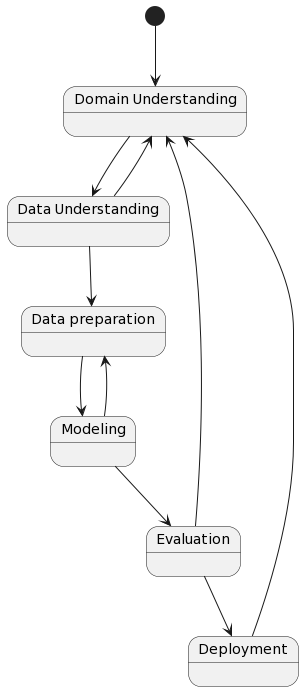 Domain Understanding
Data Understanding
Data preparation
Modeling
Evaluation
Deployment